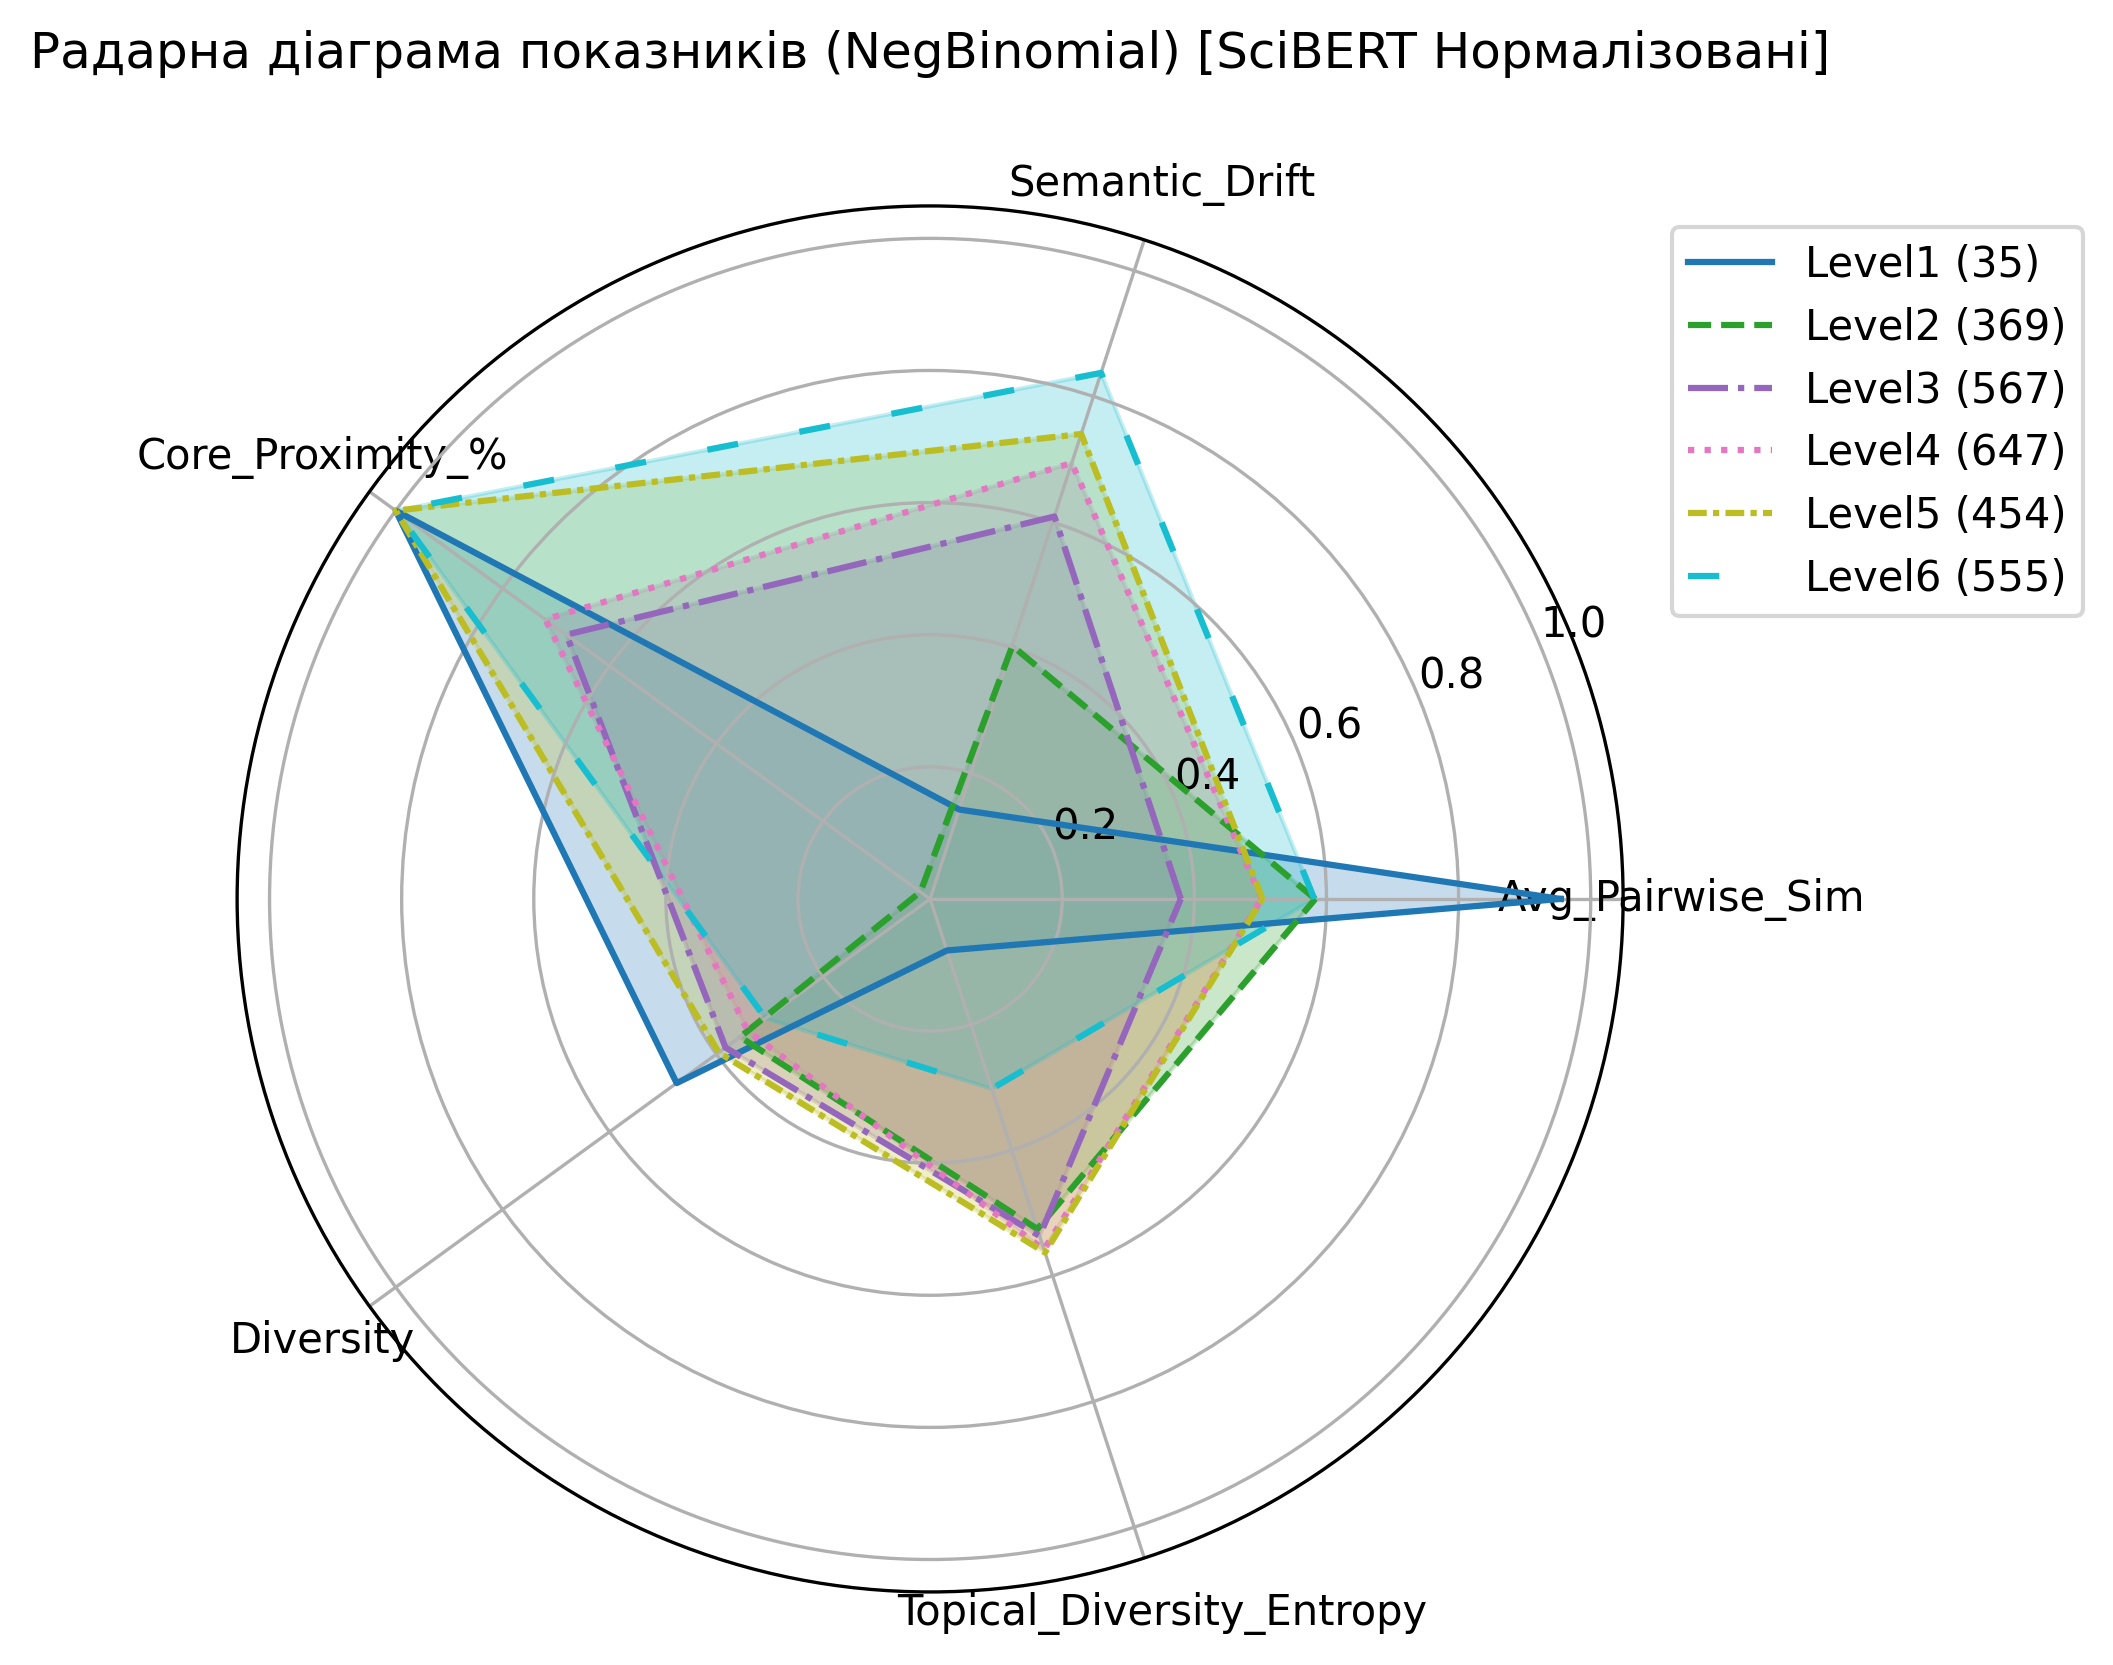 Радарна діаграма показників (NegBinomial) [SciBERT Нормалізовані]
Semantic_Drift
Level1 (35)
Level2 (369)
Level3 (567)
Level4 (647)
Level5 (454)
Level6 (555)
Core_Proximity_%
1.0
0.8
0.6
0.4
0.2
Avg_Pairwise_Sim
Diversity
Topical_Diversity_Entropy